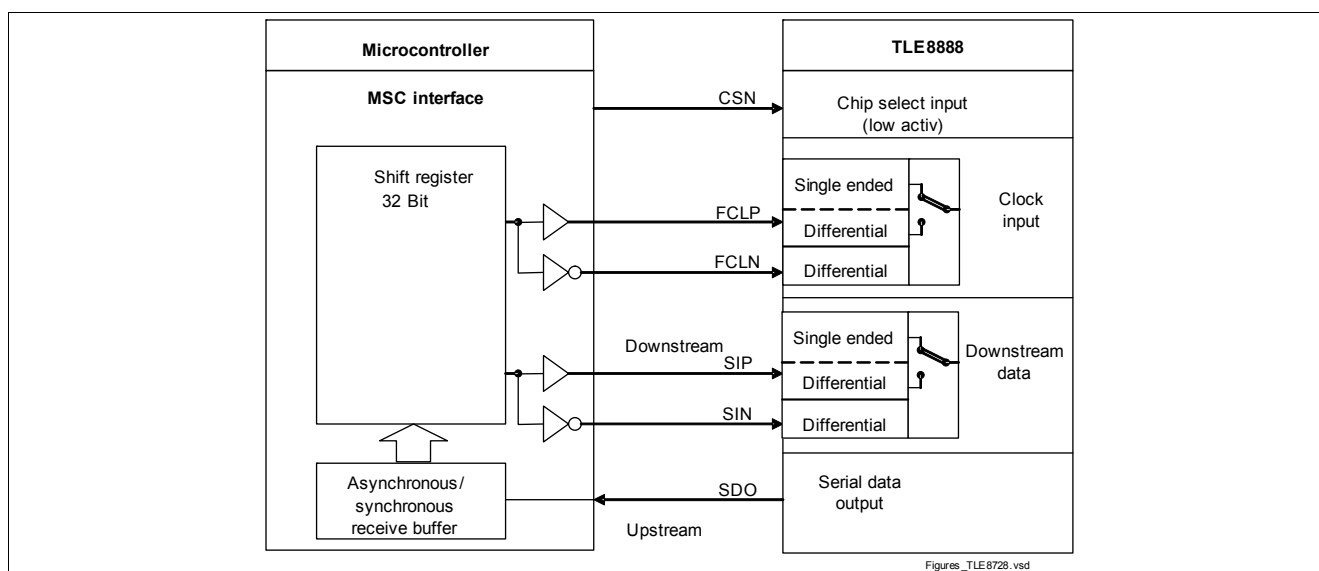 Microcontroller
TLE8888
MSC interface
CSN
Chip select input
(low activ)
Shift register
32 Bit
FCLP
Single ended
Differential
Clock
input
FCLN
Differential
Downstream
SIP
Single ended
Differential
Downstream
data
SIN
Differential
Asynchronous/
synchronous
receive buffer
SDO
Upstream
Serial data
output
Figures_TLE8728.vsd